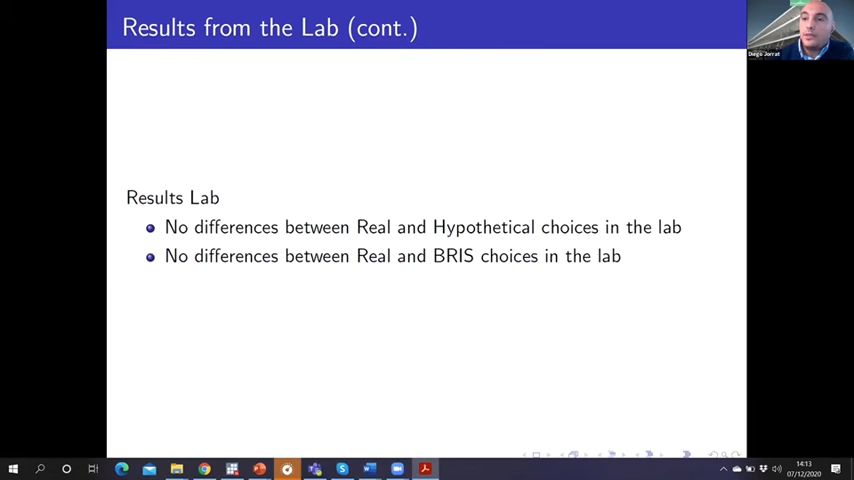 Results from the Lab (cont.)
Diego Jorrat
Results Lab
No differences between Real and Hypothetical choices in the lab
No differences between Real and BRIS choices in the lab
14:13
07/12/2020